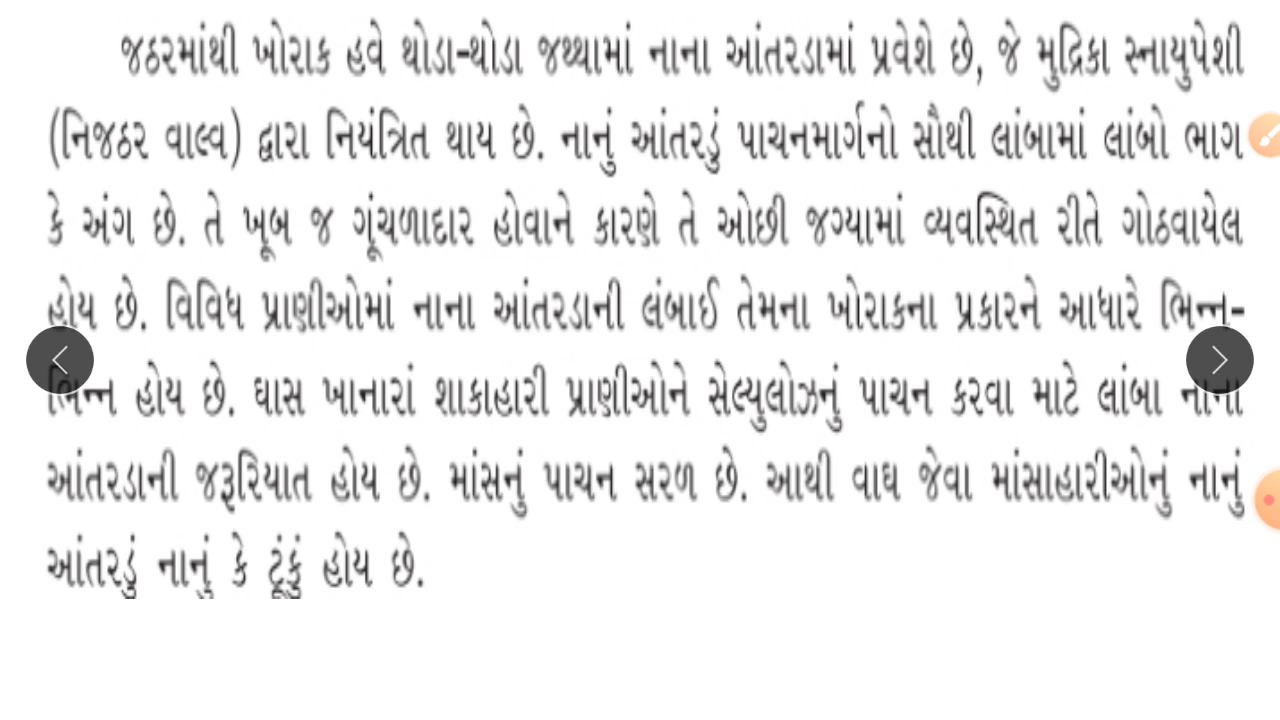 જઠરમાંથી ખોરાક હવે થોડા-થોડા જથ્થામાં નાના આંતરડામાં પ્રવેશે છે, જે મુદ્રિકા સ્નાયુપેશી
(નિજઠર વાલ્વ) દ્વારા નિયંત્રિત થાય છે. નાનું આંતરડું પાચનમાર્ગનો સૌથી લાંબામાં લાંબો ભાગ
કે અંગ છે. તે ખૂબ જ ગૂંચળાદાર હોવાને કારણે તે ઓછી જગ્યામાં વ્યવસ્થિત રીતે ગોઠવાયેલ
હોય છે. વિવિધ પ્રાણીઓમાં નાના આંતરડાની લંબાઈ તેમના ખોરાકના પ્રકારને આધારે ભિન્ન-
ભિન્ન હોય છે. ઘાસ ખાનારાં શાકાહારી પ્રાણીઓને સેલ્યુલોઝનું પાચન કરવા માટે લાંબા નાના
આંતરડાની જરૂરિયાત હોય છે. માંસનું પાચન સરળ છે. આથી વાઘ જેવા માંસાહારીઓનું નાનું
આંતરડું નાનું કે ટૂંકું હોય છે.